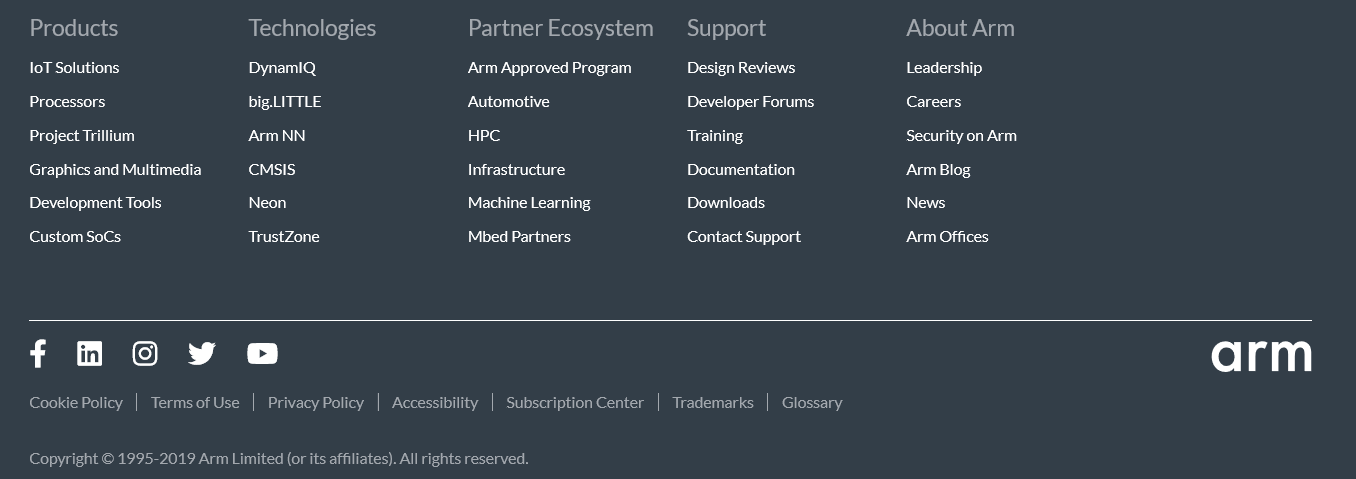 Products Technologies Partner Ecosystem Support About Arm
IoT Solutions DynamIQ Arm Approved Program Design Reviews Leadership
Processors big.LITTLE Automotive Developer Forums Careers
Project Trillium Arm NN HPC Training Security on Arm
Graphics and Multimedia CMSIS Infrastructure Documentation Arm Blog
Development Tools Neon Machine Learning Downloads News
Custom SoCs TrustZone Mbed Partners Contact Support Arm Offices
arm
Cookie Policy Terms of Use Privacy Policy Accessibility Subscription Center Trademarks Glossary
Copyright © 1995-2019 Arm Limited (or its affiliates). All rights reserved.